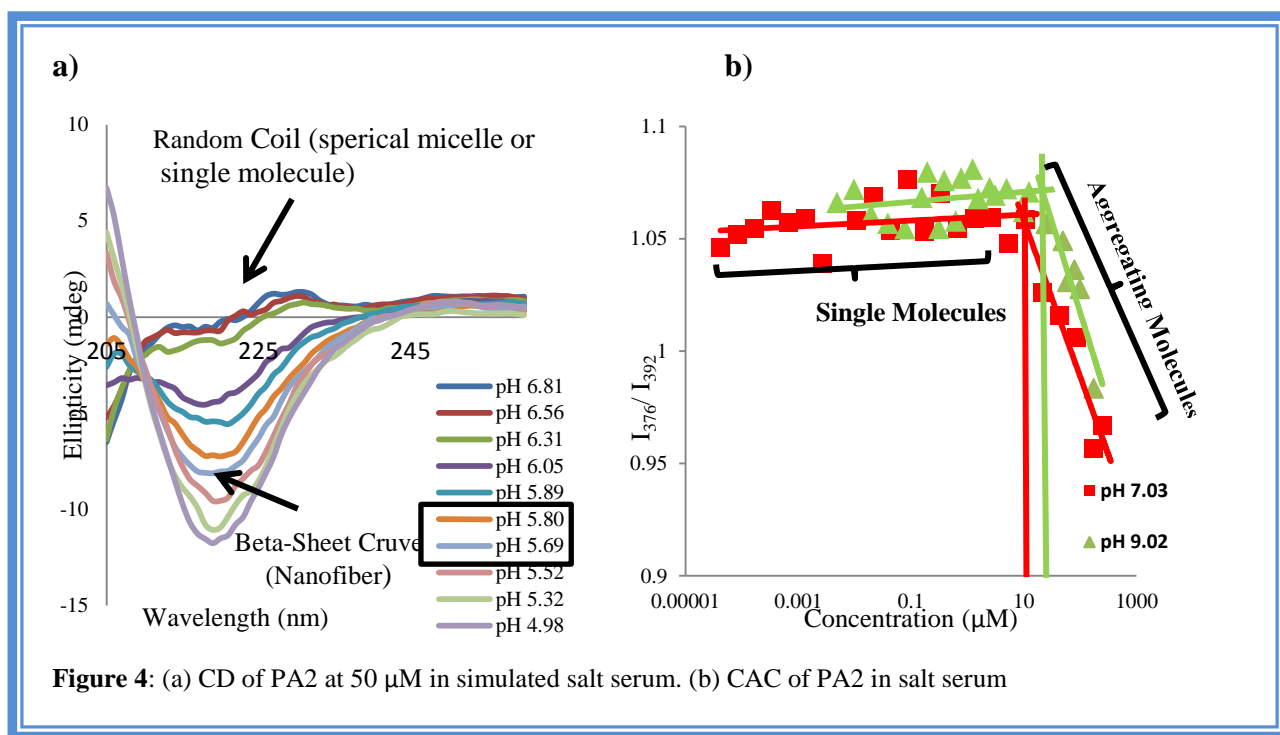 a)
10
5
0
-5
-10
-15
205
225
245
Ellipticity (mdeg)
Wavelength (nm)
Random Coil (sperical micelle or
single molecule)
Beta-Sheet Cruve
(Nanofiber)
pH 6.81
pH 6.56
pH 6.31
pH 6.05
pH 5.89
pH 5.80
pH 5.69
pH 5.52
pH 5.32
pH 4.98
b)
1.1
1.05
1
0.95
0.9
I376/ I392
0.00001
0.001
0.1
10
1000
Concentration (μM)
Single Molecules
Aggregating Molecules
pH 7.03
pH 9.02
Figure 4: (a) CD of PA2 at 50 μM in simulated salt serum. (b) CAC of PA2 in salt serum